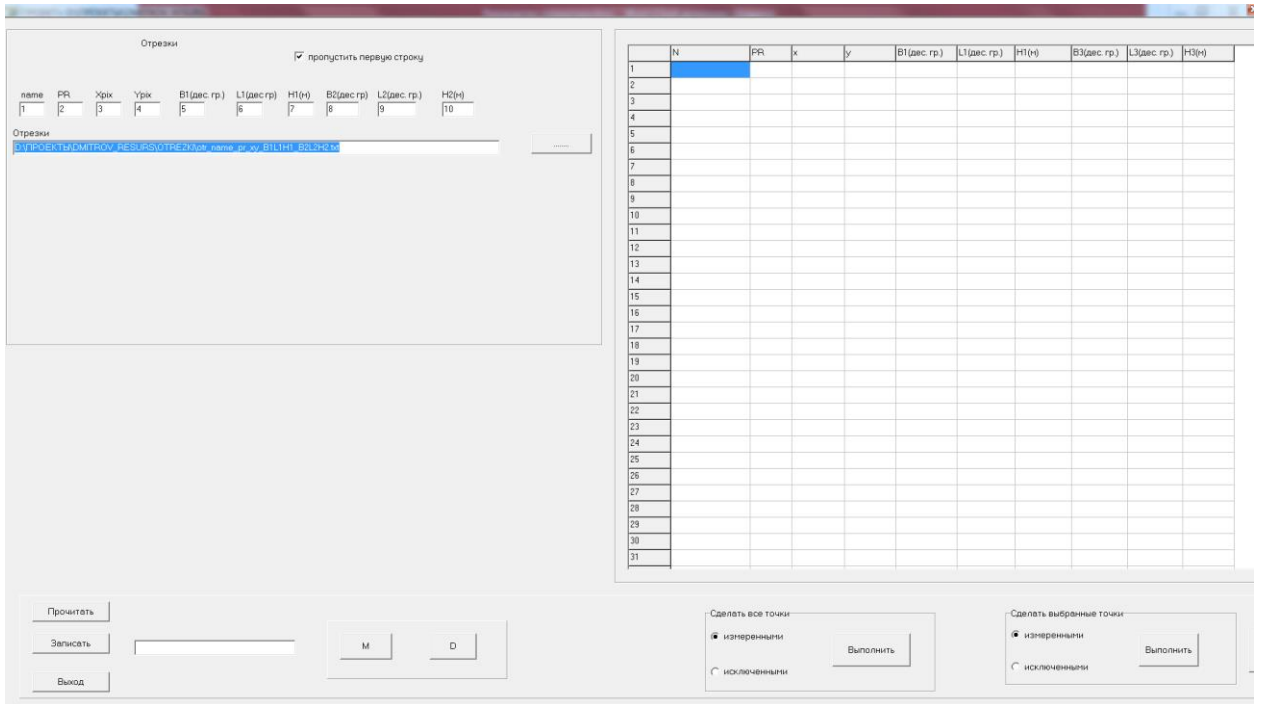 Отрезки
пропустить первую строку
name PR Xpix Ypix B1(дес. гр.) L1(дес гр) H1(м) B2(дес гр) L2(дес. гр.) H2(м)
1 2 3 4 5 6 7 8 9 10
Отрезки
D:\ПРОЕКТЫ\DMITROV_RESURS\OTREZKI\otr_name_pr_xy_B1L1H1_B2L2H2.txt
.......
N PR x y B1(дес. гр.) L1(дес. гр.) H1(м) B3(дес. гр.) L3(дес. гр.) H3(м)
1
2
3
4
5
6
7
8
9
10
11
12
13
14
15
16
17
18
19
20
21
22
23
24
25
26
27
28
29
30
31
Прочитать
Записать
Выход
M D
Сделать все точки
измеренными
исключенными
Выполнить
Сделать выбранные точки
измеренными
исключенными
Выполнить